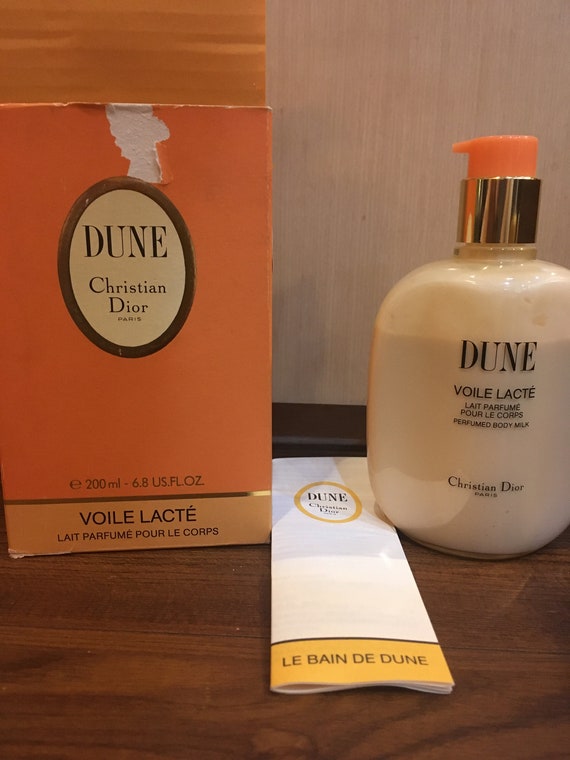 DUNE
Christian
Dior
PARIS
℮ 200 ml - 6.8 US.FL.OZ.
VOILE LACTÉ
LAIT PARFUMÉ POUR LE CORPS
DUNE
Christian
Dior
LE BAIN DE DUNE
DUNE
VOILE LACTÉ
LAIT PARFUMÉ
POUR LE CORPS
PERFUMED BODY MILK
Christian Dior
PARIS